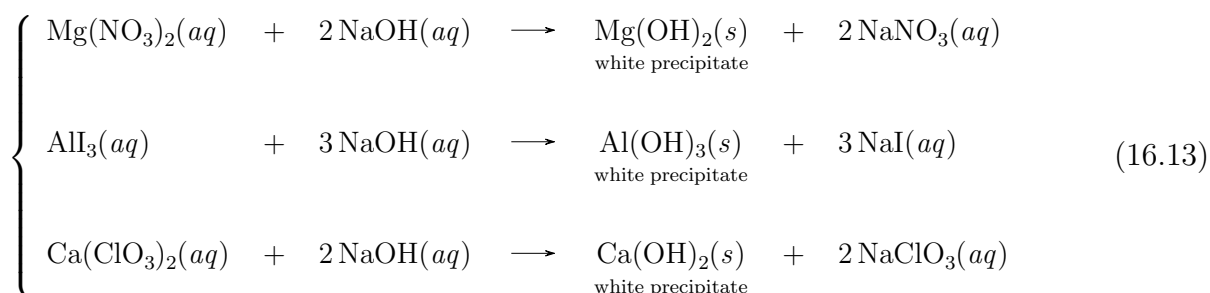 Mg(NO₃)₂(aq) + 2 NaOH(aq) ⟶ Mg(OH)₂(s) + 2 NaNO₃(aq)
white precipitate
AlI₃(aq) + 3 NaOH(aq) ⟶ Al(OH)₃(s) + 3 NaI(aq) (16.13)
white precipitate
Ca(ClO₃)₂(aq) + 2 NaOH(aq) ⟶ Ca(OH)₂(s) + 2 NaClO₃(aq)
white precipitate